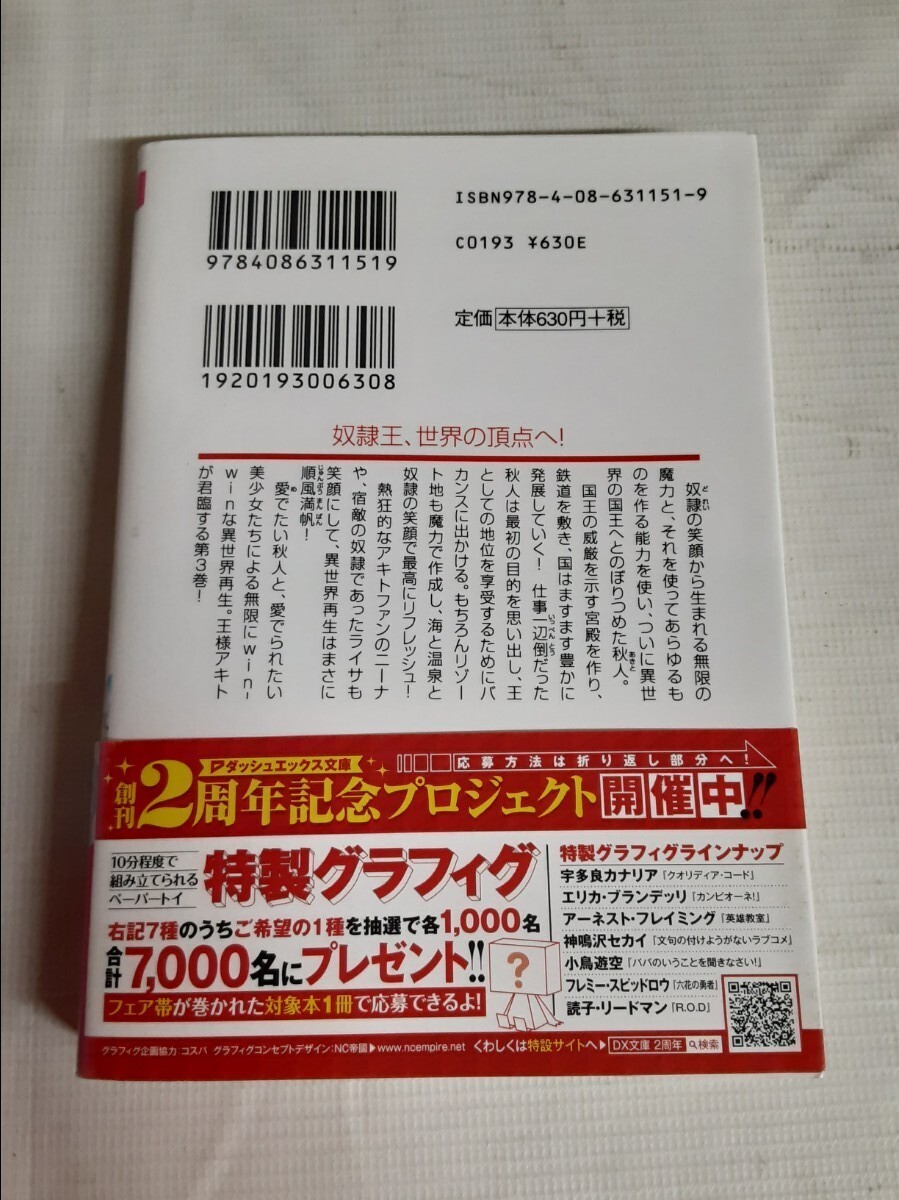 ISBN978-4-08-631151-9
C0193 ¥630E
9784086311519
定価 本体630円+税
1920193006308
奴隷王、世界の頂点へ!
奴隷の笑顔から生まれる無限の
魔力と、それを使ってあらゆるも
のを作る能力を使い、ついに異世
界の国王へとのぼりつめた秋人。
国王の威厳を示す宮殿を作り、
鉄道を敷き、国はますます豊かに
発展していく! 仕事一辺倒だった
秋人は最初の目的を思い出し、王
としての地位を享受するためにバ
カンスに出かける。もちろんリゾー
ト地も魔力で作成し、海と温泉と
奴隷の笑顔で最高にリフレッシュ!
熱狂的なアキトファンのニーナ
や、宿敵の奴隷であったライサも
笑顔にして、異世界再生はまさに
順風満帆!
愛でたい秋人と、愛でられたい
美少女たちによる無限にwin-
winな異世界再生。王様アキト
が君臨する第3巻!
応募方法は折り返し部分へ!
ダッシュエックス文庫
創刊2周年記念プロジェクト開催中!!
10分程度で
組み立てられる
ペーパートイ
特製グラフィグ
右記7種のうちご希望の1種を抽選で各1,000名
合計7,000名にプレゼント!!
フェア帯が巻かれた対象本1冊で応募できるよ!
?
特製グラフィグラインナップ
宇多良カナリア「クオリディア・コード」
エリカ・ブランデッリ「カンピオーネ!」
アーネスト・フレイミング「英雄教室」
神鳴沢セカイ「文句の付けようがないラブコメ」
小鳥遊空「パパのいうことを聞きなさい!」
フレミー・スピッドロウ「六花の勇者」
読子・リードマン「R.O.D」
グラフィグ企画協力:コスパ グラフィグコンセプトデザイン:NC帝國▶www.ncempire.net くわしくは特設サイトへ▶ DX文庫 2周年 検索